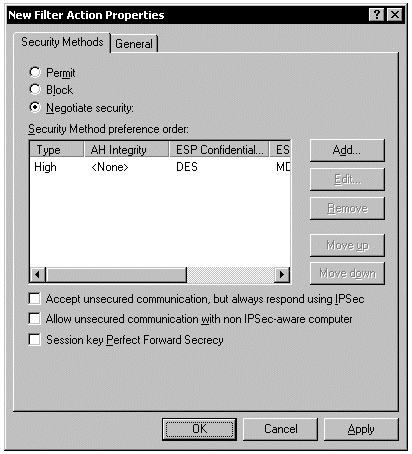 New Filter Action Properties
Security Methods General
Permit
Block
Negotiate security:
Security Method preference order:
Type AH Integrity ESP Confidential... ES
High <None> DES MD
Add...
Edit...
Remove
Move up
Move down
Accept unsecured communication, but always respond using IPSec
Allow unsecured communication with non IPSec-aware computer
Session key Perfect Forward Secrecy
OK Cancel Apply